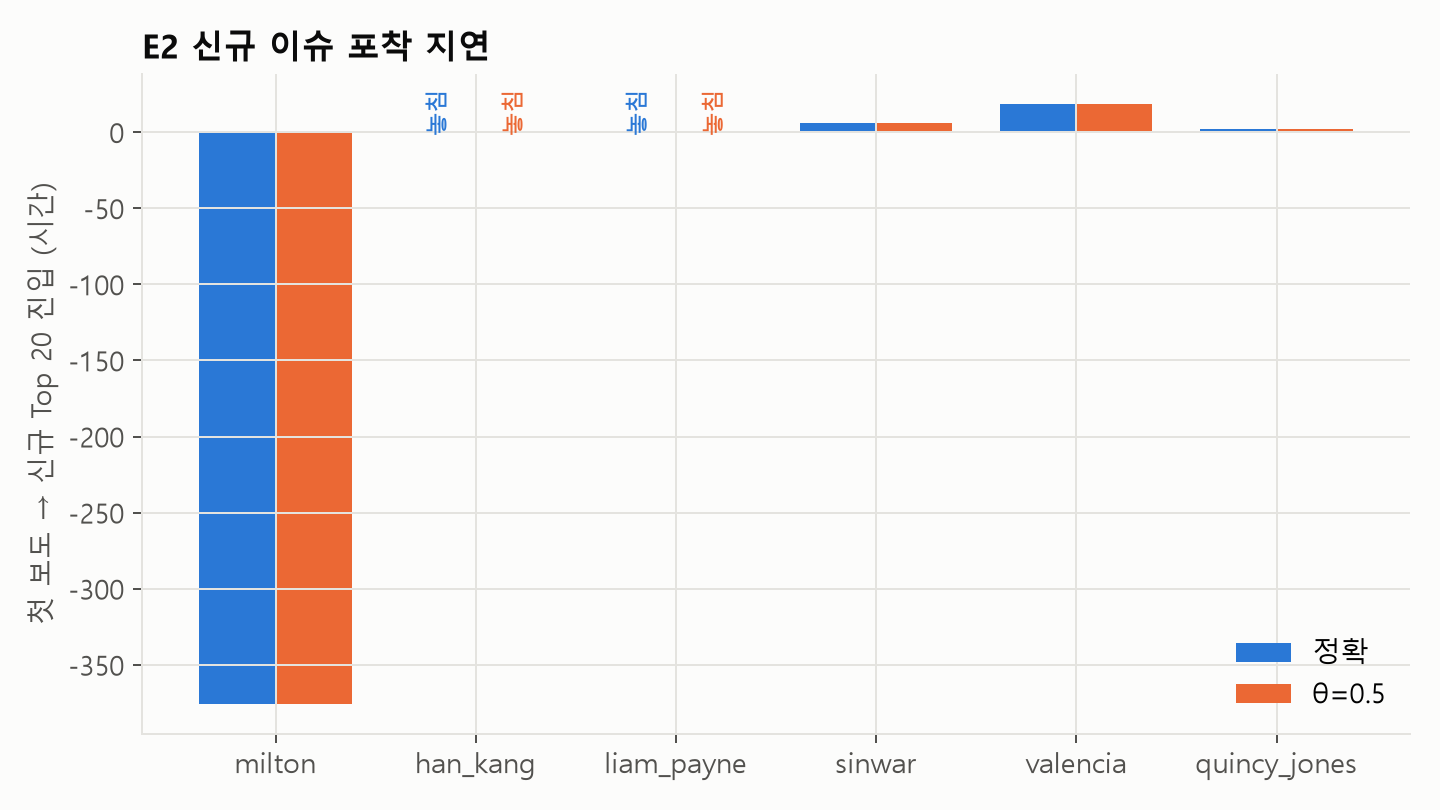 E2 신규 이슈 포착 지연
첫 보도 → 신규 Top 20 진입 (시간)
0
-50
-100
-150
-200
-250
-300
-350
놓침
놓침
놓침
놓침
정확
θ=0.5
milton
han_kang
liam_payne
sinwar
valencia
quincy_jones